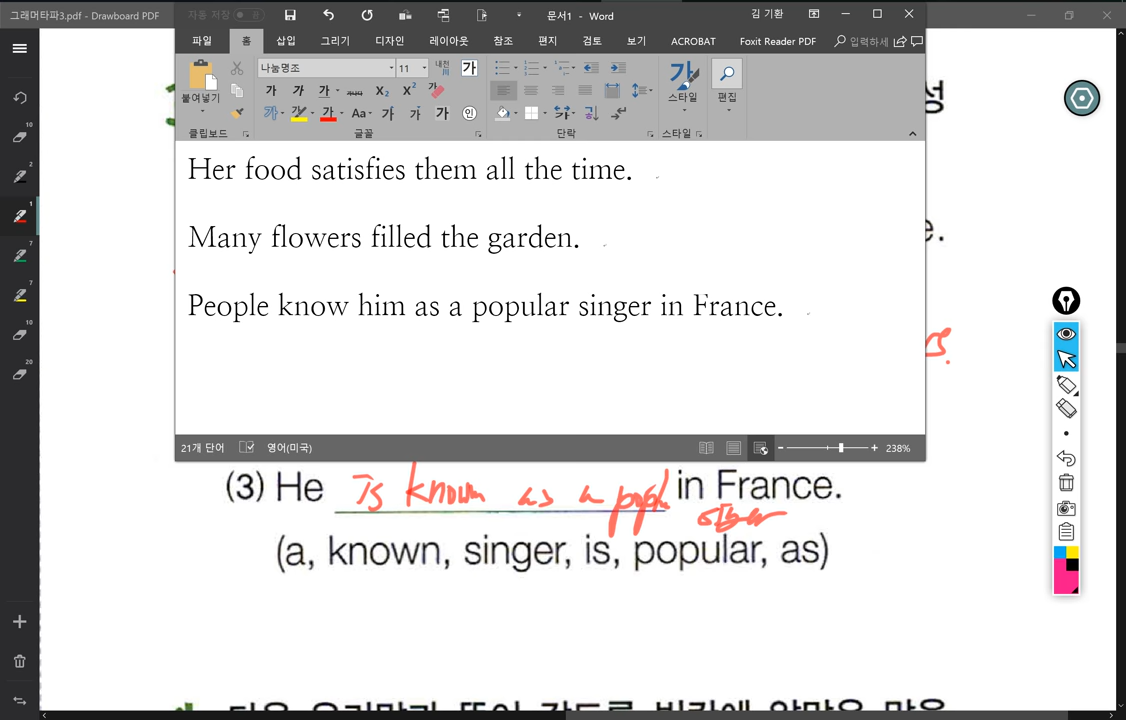 그래머타파3.pdf - Drawboard PDF
자동 저장
문서1 - Word
김 기환
파일 홈 삽입 그리기 디자인 레이아웃 참조 편지 검토 보기 ACROBAT Foxit Reader PDF 입력하세
붙여넣기
나눔명조 11
스타일
편집
클립보드 글꼴 단락 스타일
성
Her food satisfies them all the time.
e.
Many flowers filled the garden.
People know him as a popular singer in France.
21개 단어 영어(미국) 238%
(3) He is known as a in France.
(a, known, singer, is, popular, as)